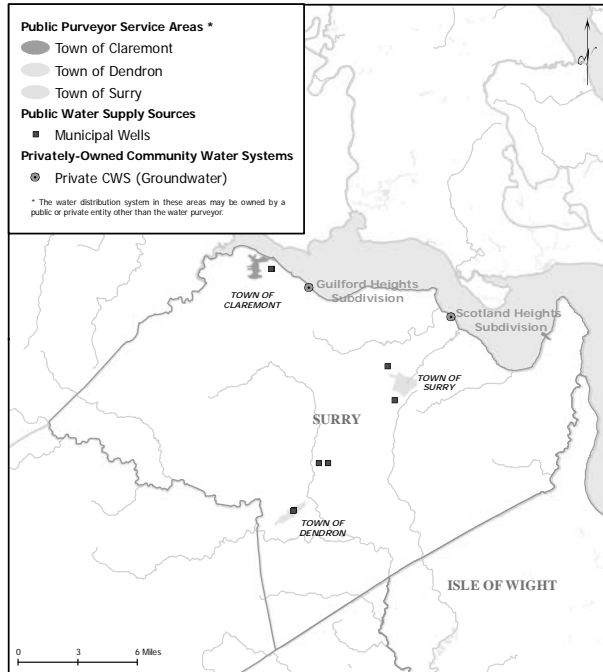 Public Purveyor Service Areas *
Town of Claremont
Town of Dendron
Town of Surry
Public Water Supply Sources
Municipal Wells
Privately-Owned Community Water Systems
Private CWS (Groundwater)
* The water distribution system in these areas may be owned by a
public or private entity other than the water purveyor.
TOWN OF
CLAREMONT
Guilford Heights
Subdivision
Scotland Heights
Subdivision
TOWN OF
SURRY
SURRY
TOWN OF
DENDRON
ISLE OF WIGHT
0 3 6 Miles